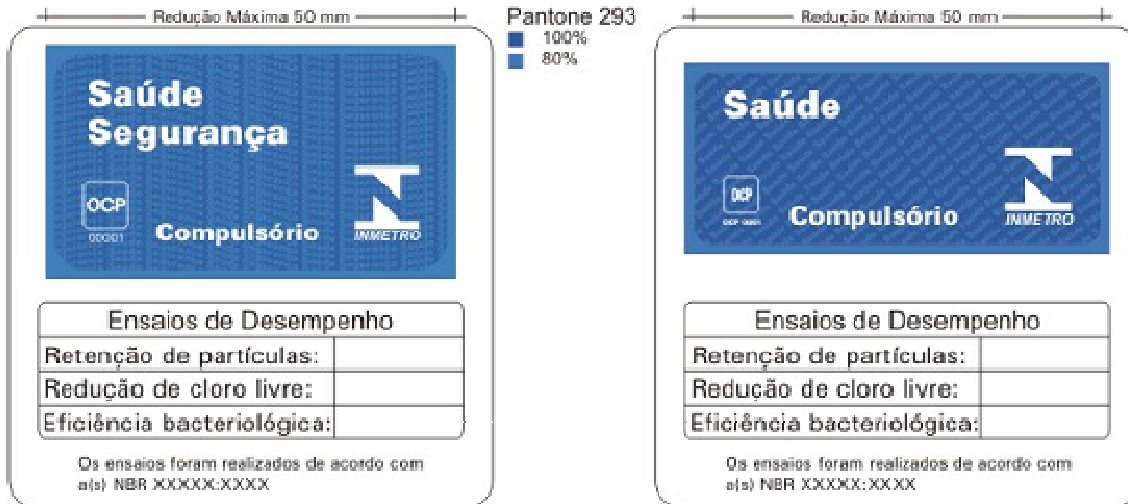 Redução Máxima 50 mm
Saúde
Segurança
OCP
00001
Compulsório
INMETRO
Ensaios de Desempenho
Retenção de partículas:
Redução de cloro livre:
Eficiência bacteriológica:
Os ensaios foram realizados de acordo com
a(s) NBR XXXXX:XXXX
Pantone 293
100%
80%
Redução Máxima 50 mm
Saúde
OCP
OCP 0001
Compulsório
INMETRO
Ensaios de Desempenho
Retenção de partículas:
Redução de cloro livre:
Eficiência bacteriológica:
Os ensaios foram realizados de acordo com
a(s) NBR XXXXX:XXXX